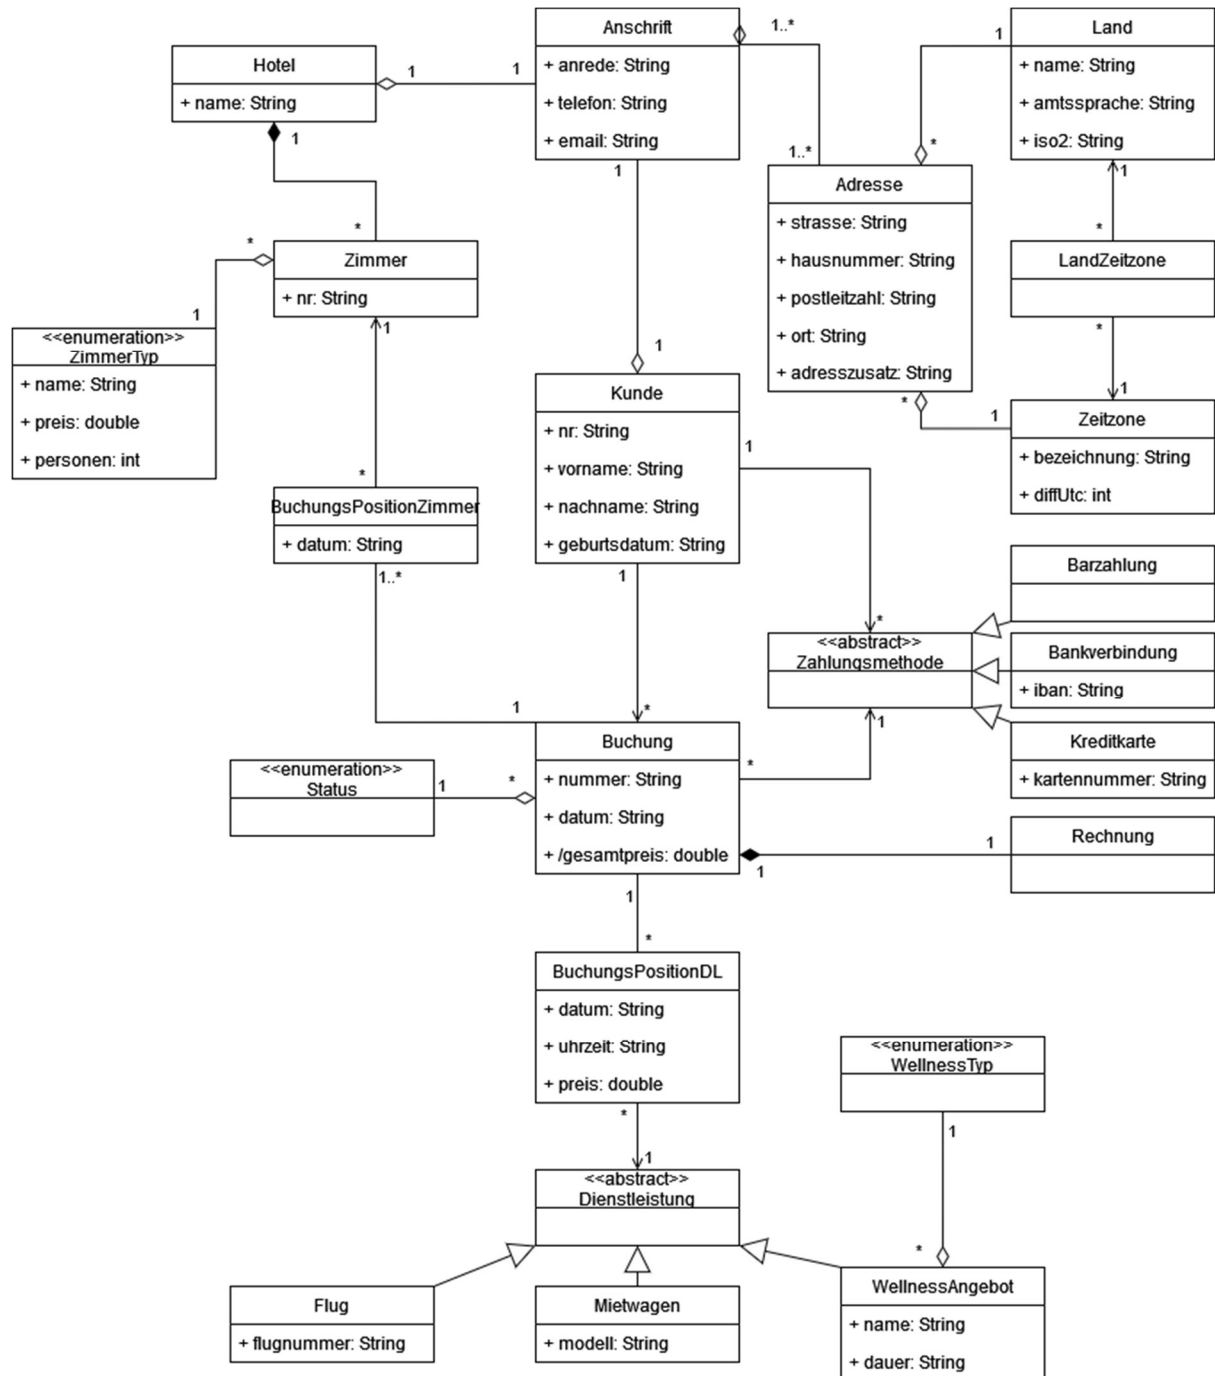 Hotel
+ name: String
1
*
1
1
Anschrift
+ anrede: String
+ telefon: String
+ email: String
1..*
1..*
1
1
Land
+ name: String
+ amtssprache: String
+ iso2: String
1
*
1
*
Adresse
+ strasse: String
+ hausnummer: String
+ postleitzahl: String
+ ort: String
+ adresszusatz: String
*
1
LandZeitzone
*
1
Zeitzone
+ bezeichnung: String
+ diffUtc: int
Zimmer
+ nr: String
*
1
1
*
<<enumeration>>
ZimmerTyp
+ name: String
+ preis: double
+ personen: int
BuchungsPositionZimmer
+ datum: String
1..*
1
Kunde
+ nr: String
+ vorname: String
+ nachname: String
+ geburtsdatum: String
1
*
1
*
<<abstract>>
Zahlungsmethode
1
*
Barzahlung
Bankverbindung
+ iban: String
Kreditkarte
+ kartennummer: String
Buchung
+ nummer: String
+ datum: String
+ /gesamtpreis: double
<<enumeration>>
Status
1
*
1
1
Rechnung
1
*
BuchungsPositionDL
+ datum: String
+ uhrzeit: String
+ preis: double
*
1
<<abstract>>
Dienstleistung
<<enumeration>>
WellnessTyp
1
*
Flug
+ flugnummer: String
Mietwagen
+ modell: String
WellnessAngebot
+ name: String
+ dauer: String